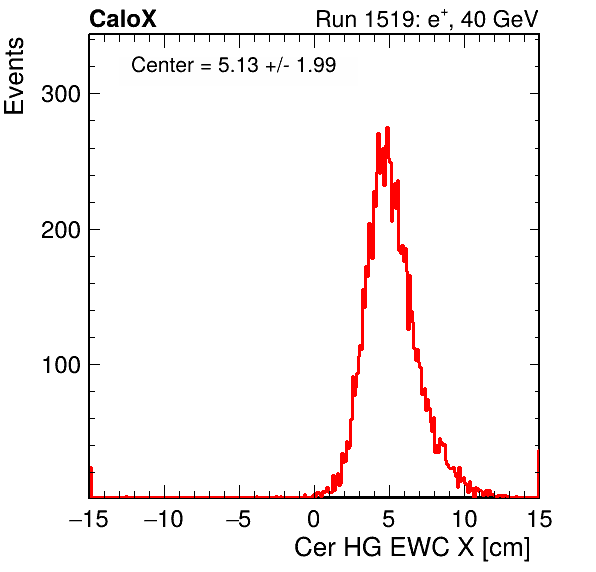 CaloX Run 1519: e⁺, 40 GeV
Events
Center = 5.13 +/- 1.99
300
200
100
−15 −10 −5 0 5 10 15
Cer HG EWC X [cm]